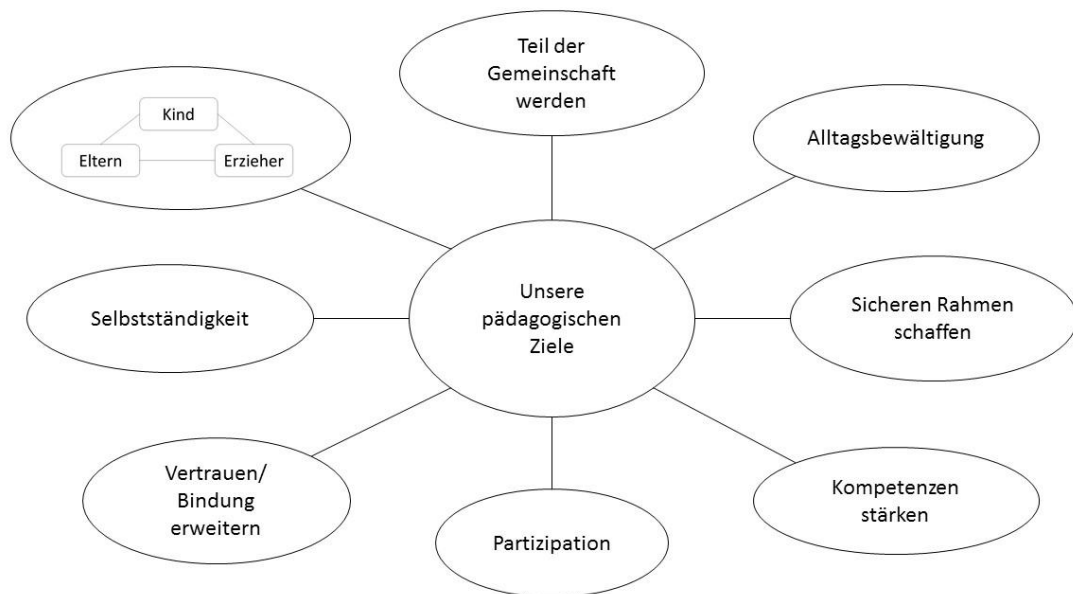 Teil der
Gemeinschaft
werden
Kind
Eltern
Erzieher
Alltagsbewältigung
Selbstständigkeit
Unsere
pädagogischen
Ziele
Sicheren Rahmen
schaffen
Vertrauen/
Bindung
erweitern
Partizipation
Kompetenzen
stärken